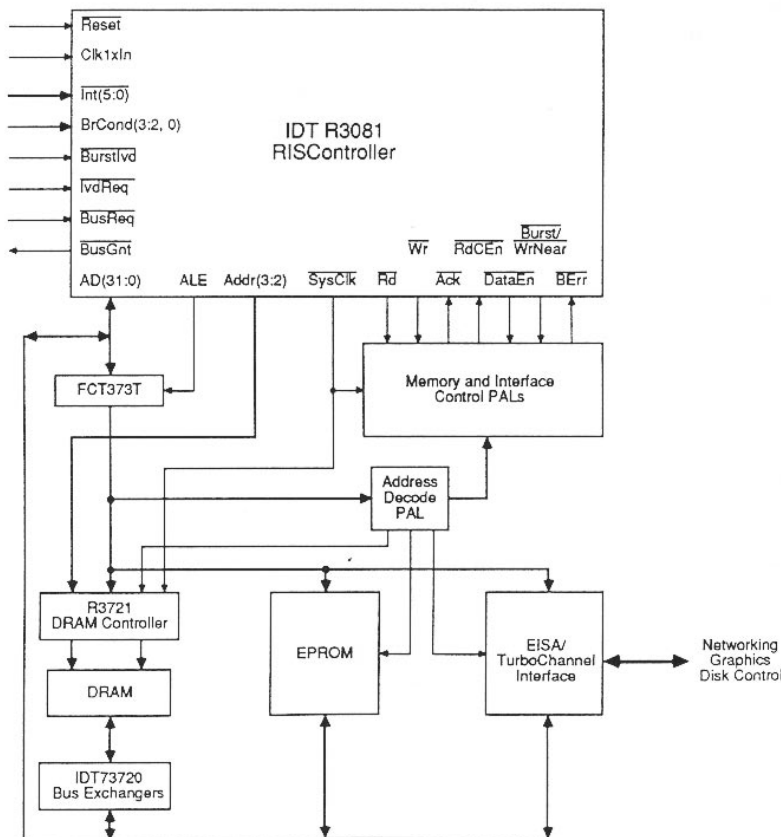 Reset
Clk1xIn
Int(5:0)
BrCond(3:2, 0)
BurstIvd
IvdReq
BusReq
BusGnt
IDT R3081
RISController
Burst/
Wr RdCEn WrNear
AD(31:0) ALE Addr(3:2) SysClk Rd Ack DataEn BErr
FCT373T
Memory and Interface
Control PALs
Address
Decode
PAL
R3721
DRAM Controller
EPROM
EISA/
TurboChannel
Interface
Networking
Graphics
Disk Control
DRAM
IDT73720
Bus Exchangers